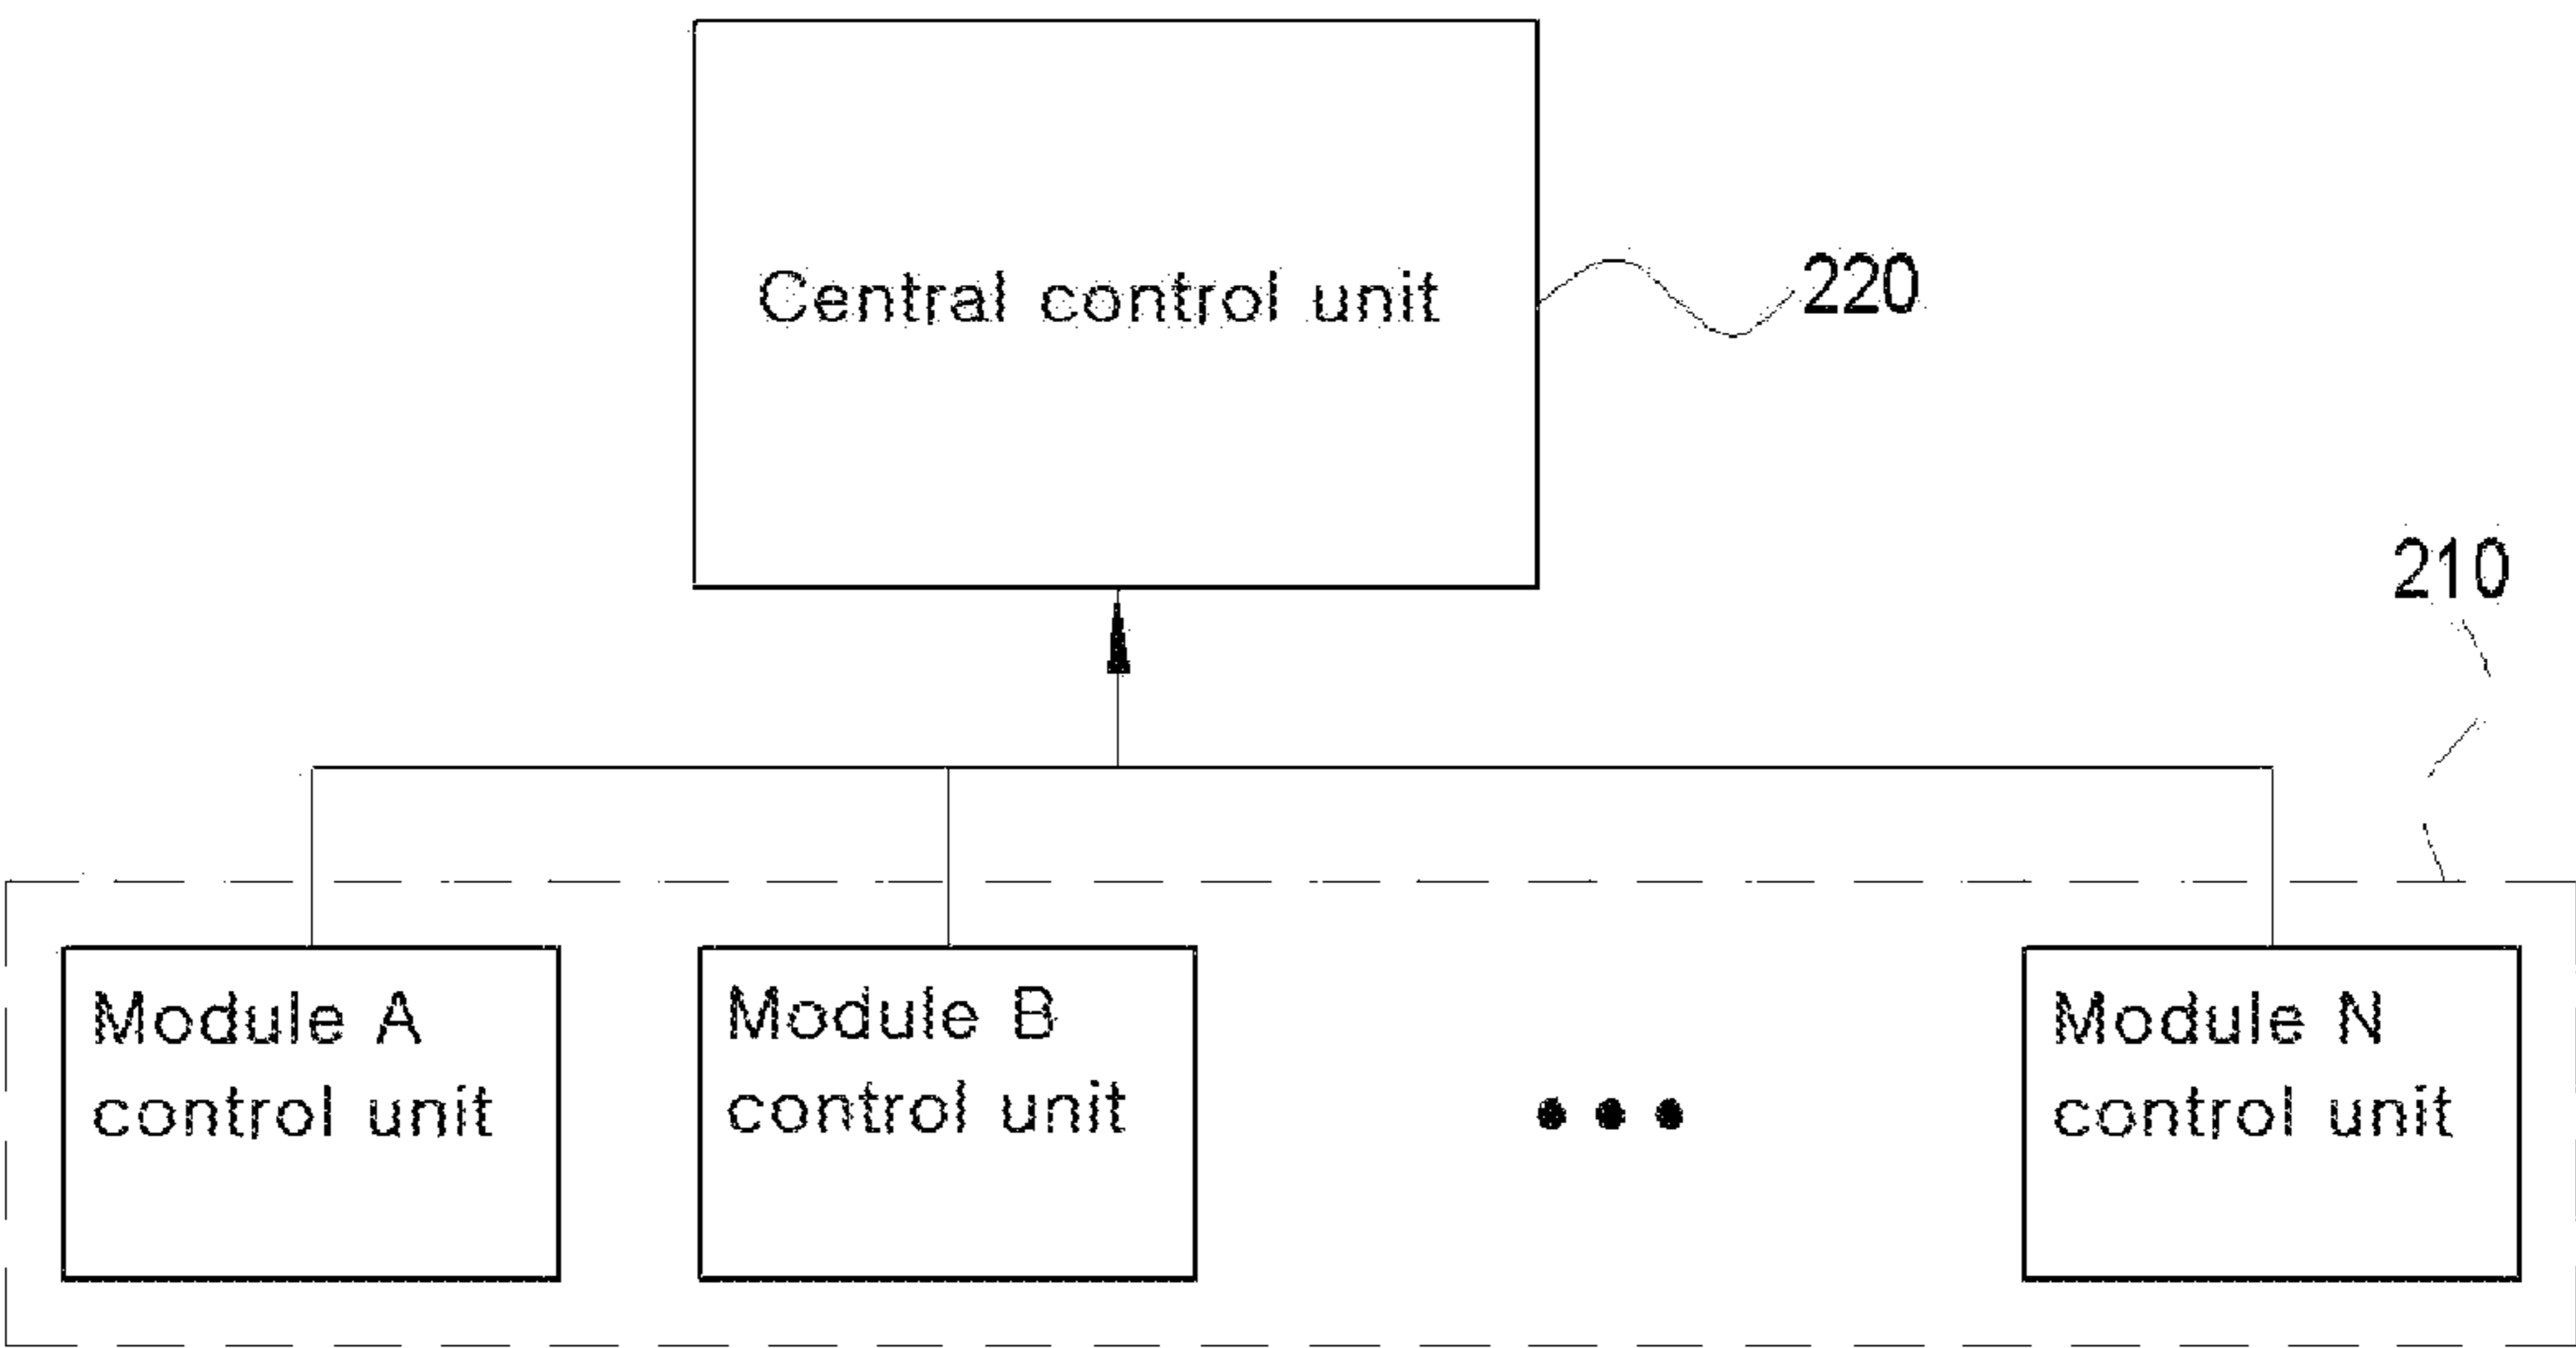 Central control unit
220
210
Module A
control unit
Module B
control unit
Module N
control unit